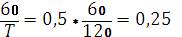 60/T = 0,5 * 60/120 = 0,25